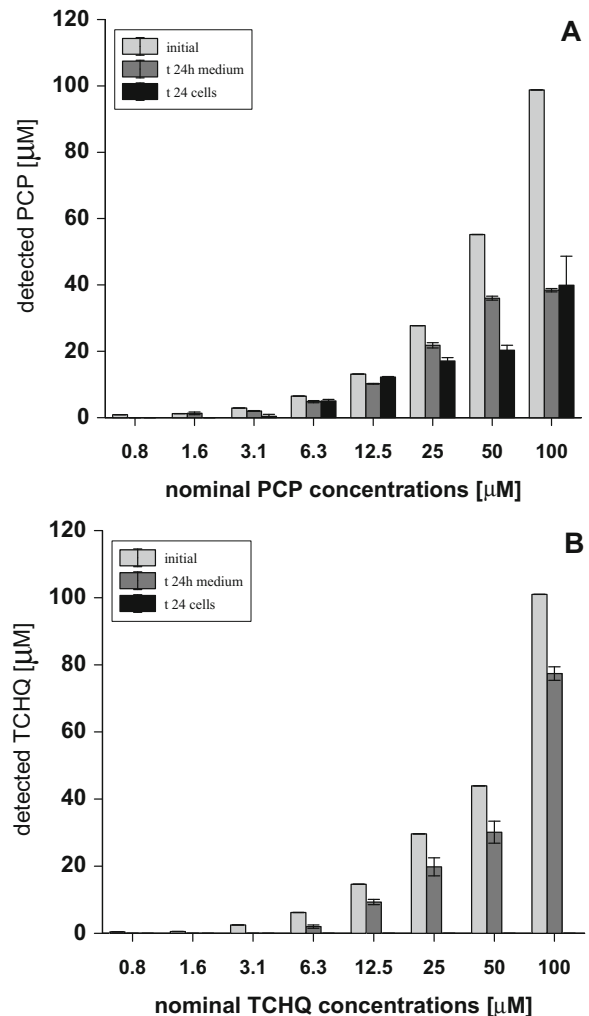 A
initial
t 24h medium
t 24 cells
120
100
80
60
40
20
0
detected PCP [µM]
0.8 1.6 3.1 6.3 12.5 25 50 100
nominal PCP concentrations [µM]
B
initial
t 24h medium
t 24 cells
120
100
80
60
40
20
0
detected TCHQ [µM]
0.8 1.6 3.1 6.3 12.5 25 50 100
nominal TCHQ concentrations [µM]